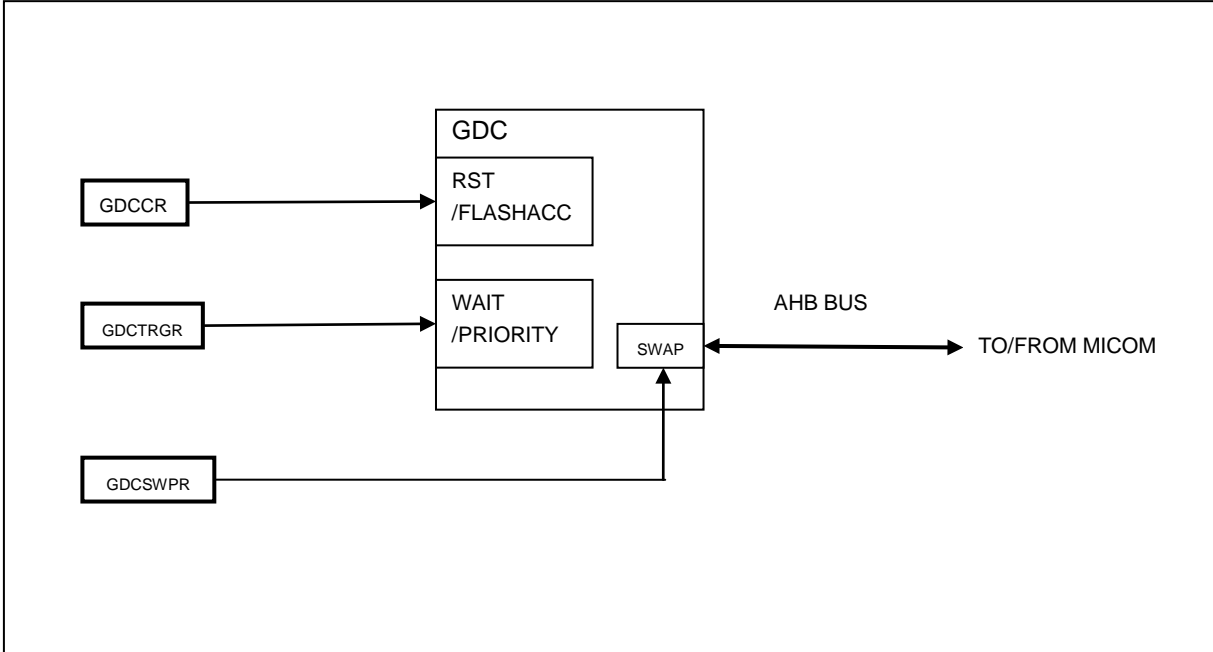 GDC
RST
/FLASHACC
GDCCR
WAIT
/PRIORITY
GDCTRGR
AHB BUS
SWAP
TO/FROM MICOM
GDCSWPR